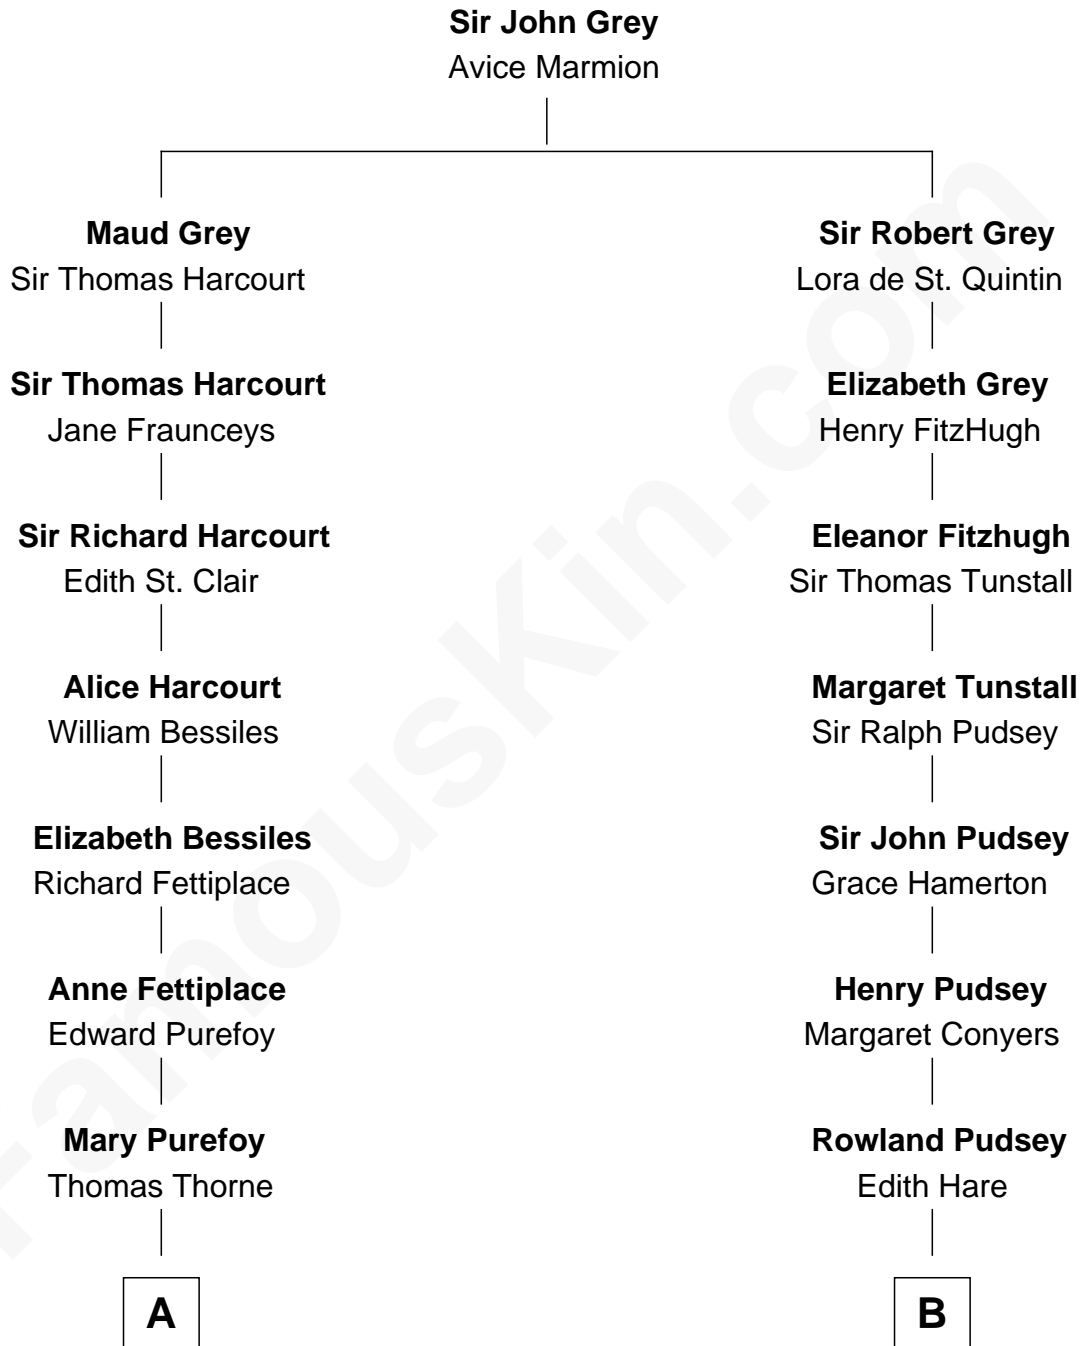 Sir John Grey
Avice Marmion
Maud Grey
Sir Thomas Harcourt
Sir Robert Grey
Lora de St. Quintin
Sir Thomas Harcourt
Jane Fraunceys
Elizabeth Grey
Henry FitzHugh
Sir Richard Harcourt
Edith St. Clair
Eleanor Fitzhugh
Sir Thomas Tunstall
Alice Harcourt
William Bessiles
Margaret Tunstall
Sir Ralph Pudsey
Elizabeth Bessiles
Richard Fettiplace
Sir John Pudsey
Grace Hamerton
Anne Fettiplace
Edward Purefoy
Henry Pudsey
Margaret Conyers
Mary Purefoy
Thomas Thorne
Rowland Pudsey
Edith Hare
A
B
FamousKin.com